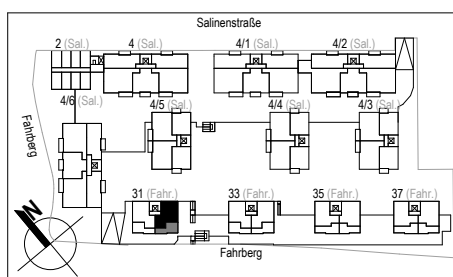 Salinenstraße
2 (Sal.)
4 (Sal.)
4/1 (Sal.)
4/2 (Sal.)
4/6 (Sal.)
4/5 (Sal.)
4/4 (Sal.)
4/3 (Sal.)
Fahrberg
31 (Fahr.)
33 (Fahr.)
35 (Fahr.)
37 (Fahr.)
N
Fahrberg